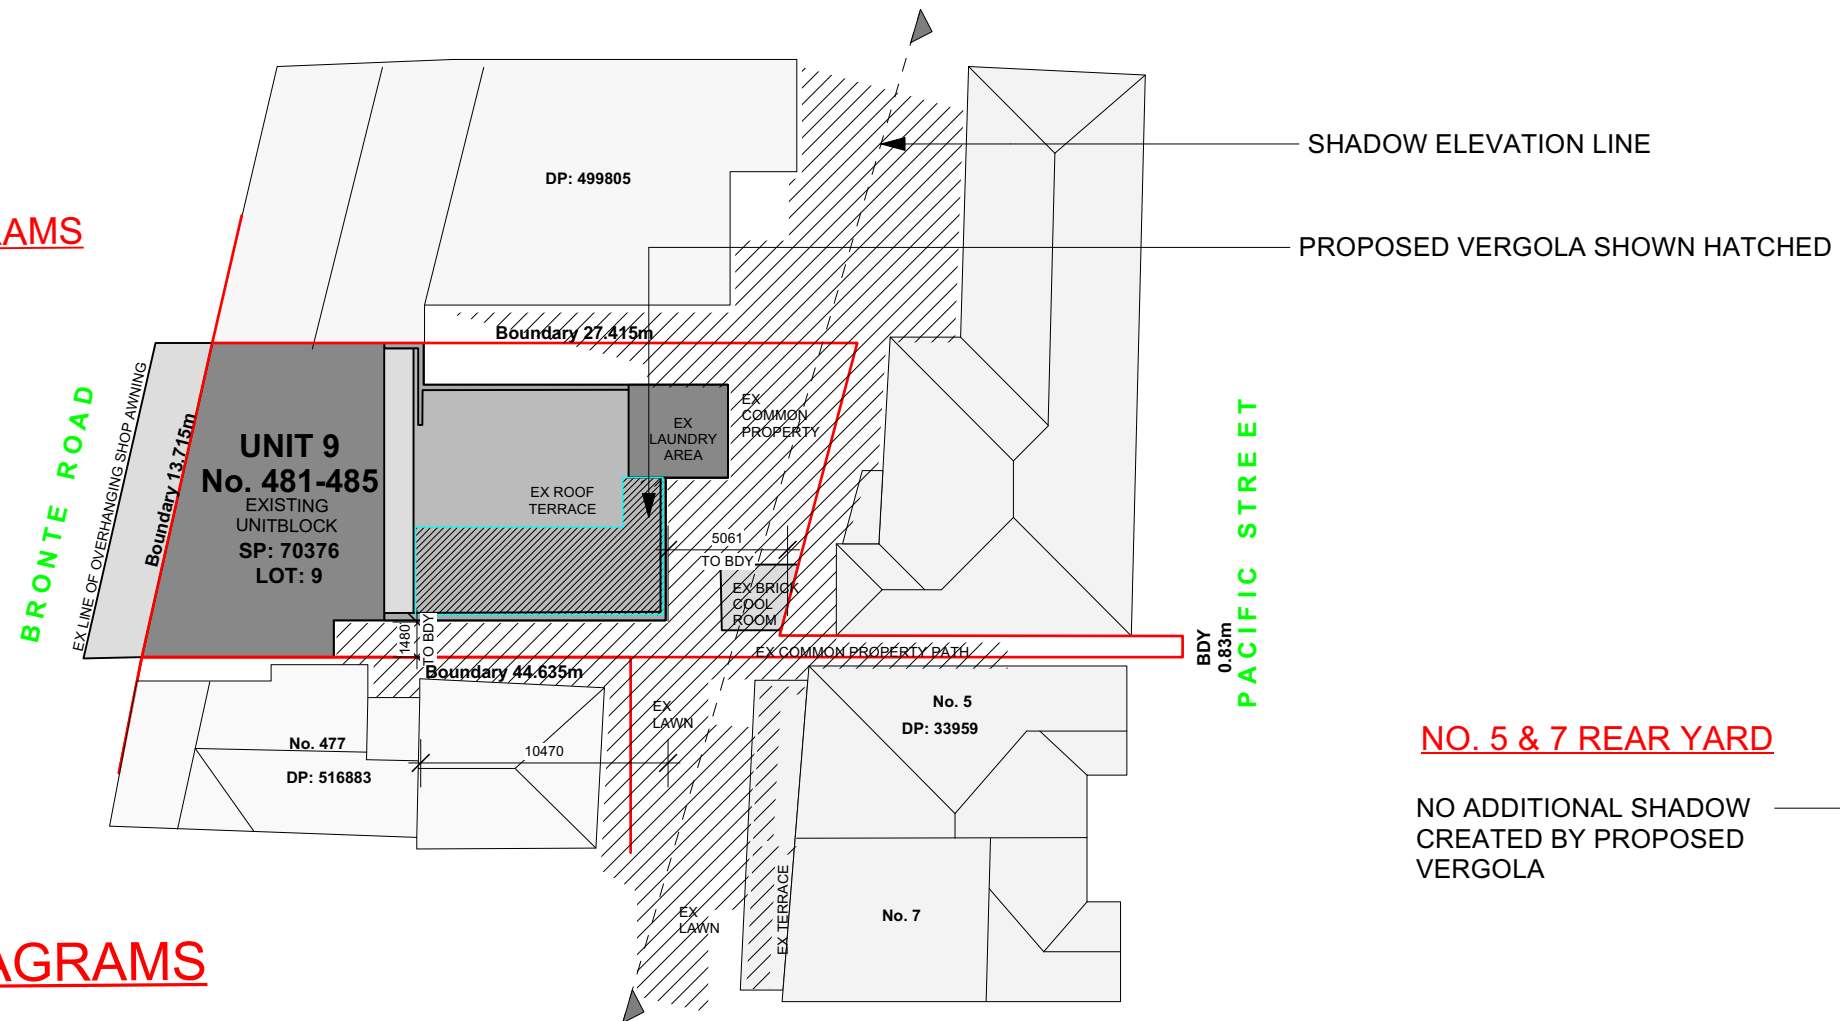 SHADOW ELEVATION LINE
DP: 499805
RAMS
PROPOSED VERGOLA SHOWN HATCHED
Boundary 27.415m
BRONTE ROAD
EX LINE OF OVERHANGING SHOP AWNING
Boundary 13.715m
UNIT 9
No. 481-485
EXISTING
UNITBLOCK
SP: 70376
LOT: 9
EX
LAUNDRY
AREA
EX
COMMON
PROPERTY
EX ROOF
TERRACE
5061
TO BDY
EX BRICK
COOL
ROOM
1480
TO BDY
EX COMMON PROPERTY PATH
BDY
0.83m
PACIFIC STREET
Boundary 44.635m
No. 477
DP: 516883
10470
EX
LAWN
No. 5
DP: 33959
NO. 5 & 7 REAR YARD
NO ADDITIONAL SHADOW
CREATED BY PROPOSED
VERGOLA
EX TERRACE
No. 7
EX
LAWN
AGRAMS